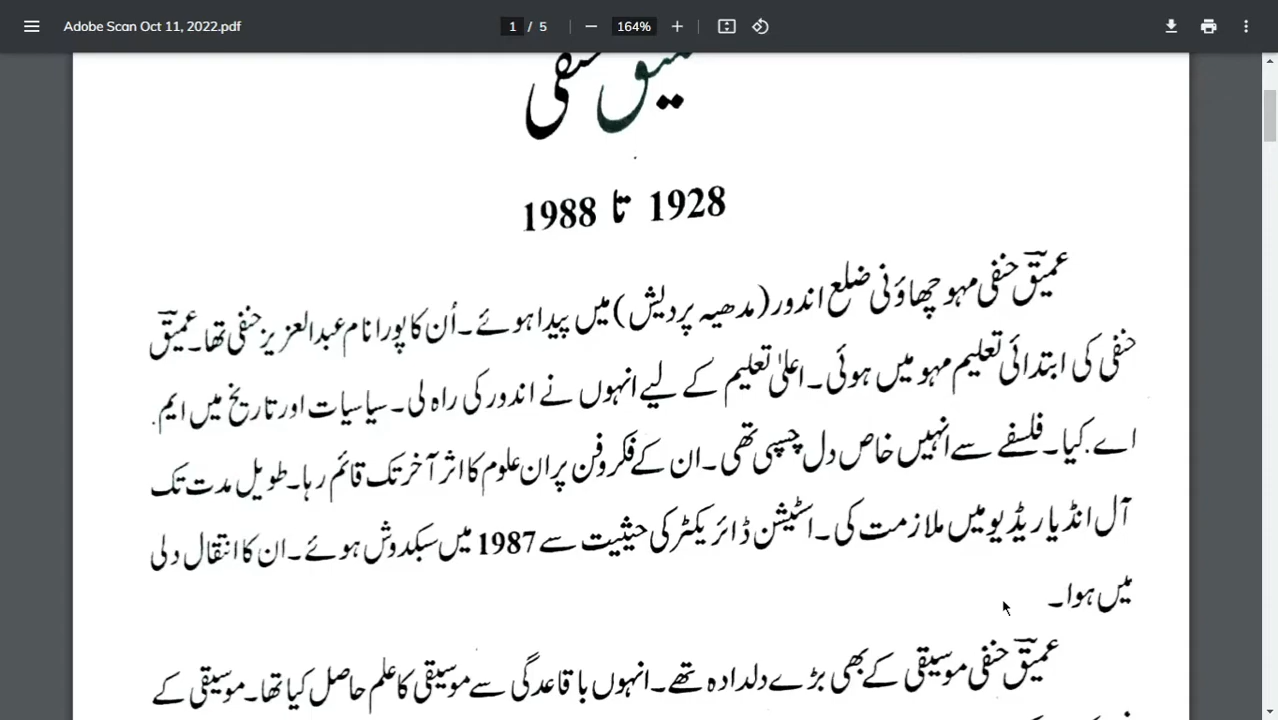 Adobe Scan Oct 11, 2022.pdf
1 / 5
164%
عمیق حنفی
1928 تا 1988
عمیقؔ حنفی مہو چھاؤنی ضلع اندور (مدھیہ پردیش) میں پیدا ہوئے۔ اُن کا پورا نام عبدالعزیز حنفی تھا۔ عمیقؔ
حنفی کی ابتدائی تعلیم مہو میں ہوئی۔ اعلیٰ تعلیم کے لیے انہوں نے اندور کی راہ لی۔ سیاسیات اور تاریخ میں ایم.
اے. کیا۔ فلسفے سے انہیں خاص دل چسپی تھی۔ ان کے فکر و فن پر ان علوم کا اثر آخر تک قائم رہا۔ طویل مدت تک
آل انڈیا ریڈیو میں ملازمت کی۔ اسٹیشن ڈائریکٹر کی حیثیت سے 1987 میں سبکدوش ہوئے۔ ان کا انتقال دلی
میں ہوا۔
عمیقؔ حنفی موسیقی کے بھی بڑے دلدادہ تھے۔ انہوں باقاعدگی سے موسیقی کا علم حاصل کیا تھا۔ موسیقی کے